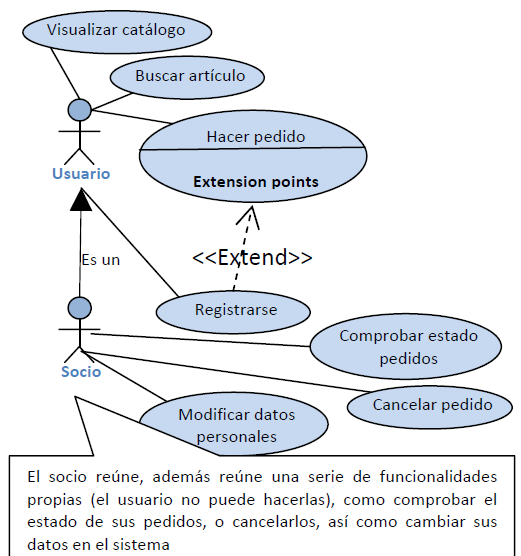 Visualizar catálogo
Buscar artículo
Hacer pedido
Usuario
Extension points
Es un
<<Extend>>
Registrarse
Comprobar estado
pedidos
Socio
Cancelar pedido
Modificar datos
personales
El socio reúne, además reúne una serie de funcionalidades
propias (el usuario no puede hacerlas), como comprobar el
estado de sus pedidos, o cancelarlos, así como cambiar sus
datos en el sistema